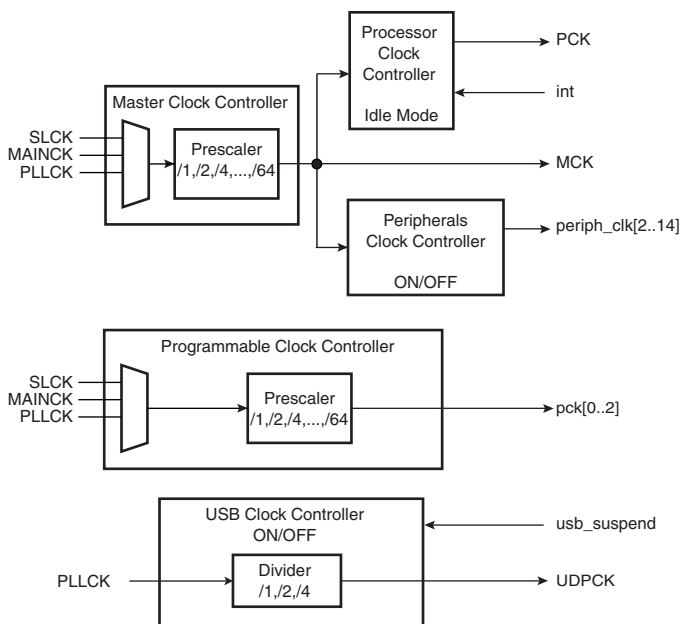 Processor
Clock
Controller
Idle Mode
PCK
int
Master Clock Controller
SLCK
MAINCK
PLLCK
Prescaler
/1,/2,/4,...,/64
MCK
Peripherals
Clock Controller
ON/OFF
periph_clk[2..14]
Programmable Clock Controller
SLCK
MAINCK
PLLCK
Prescaler
/1,/2,/4,...,/64
pck[0..2]
USB Clock Controller
ON/OFF
usb_suspend
PLLCK
Divider
/1,/2,/4
UDPCK